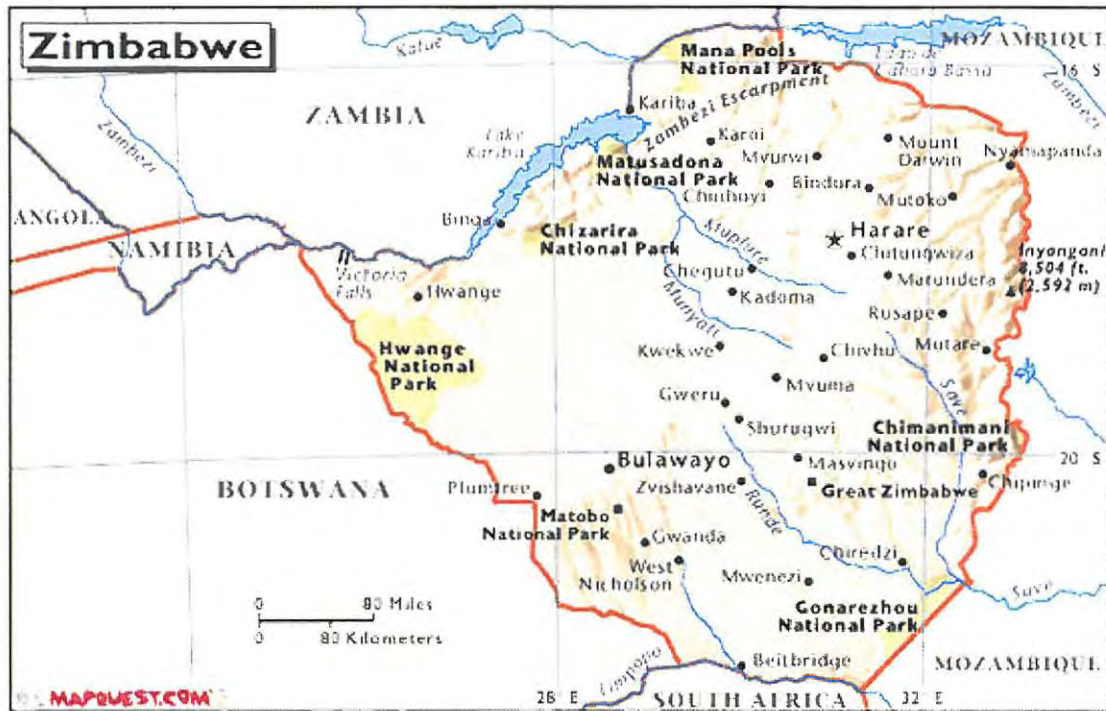 Zimbabwe
Kafue
MOZAMBIQUE
Mana Pools
National Park
16 S
Lago de
Cahora Bassa
Zambezi
ZAMBIA
Kariba
Zambezi Escarpment
Zambezi
Lake
Kariba
Karoi
Mount
Darwin
Nyamapanda
Mvurwi
Matusadona
National Park
Chinhoyi
Bindura
Mutoko
ANGOLA
NAMIBIA
Binga
Chizarira
National Park
Mupfure
Harare
Chitungwiza
Inyangani
8,504 ft.
(2,592 m)
Victoria
Falls
Hwange
Chegutu
Marundera
Kadoma
Munyati
Rusape
Hwange
National
Park
Kwekwe
Chivhu
Mutare
Mvuma
Gweru
Save
Shurugwi
Chimanimani
National Park
20 S
BOTSWANA
Bulawayo
Masvingo
Plumtree
Zvishavane
Great Zimbabwe
Chipinge
Matobo
National Park
Runde
Gwanda
West
Nicholson
Chiredzi
Mwenezi
Save
0 80 Miles
0 80 Kilometers
Gonarezhou
National Park
Limpopo
Beitbridge
MOZAMBIQUE
MAPQUEST.COM
28 E
SOUTH AFRICA
32 E